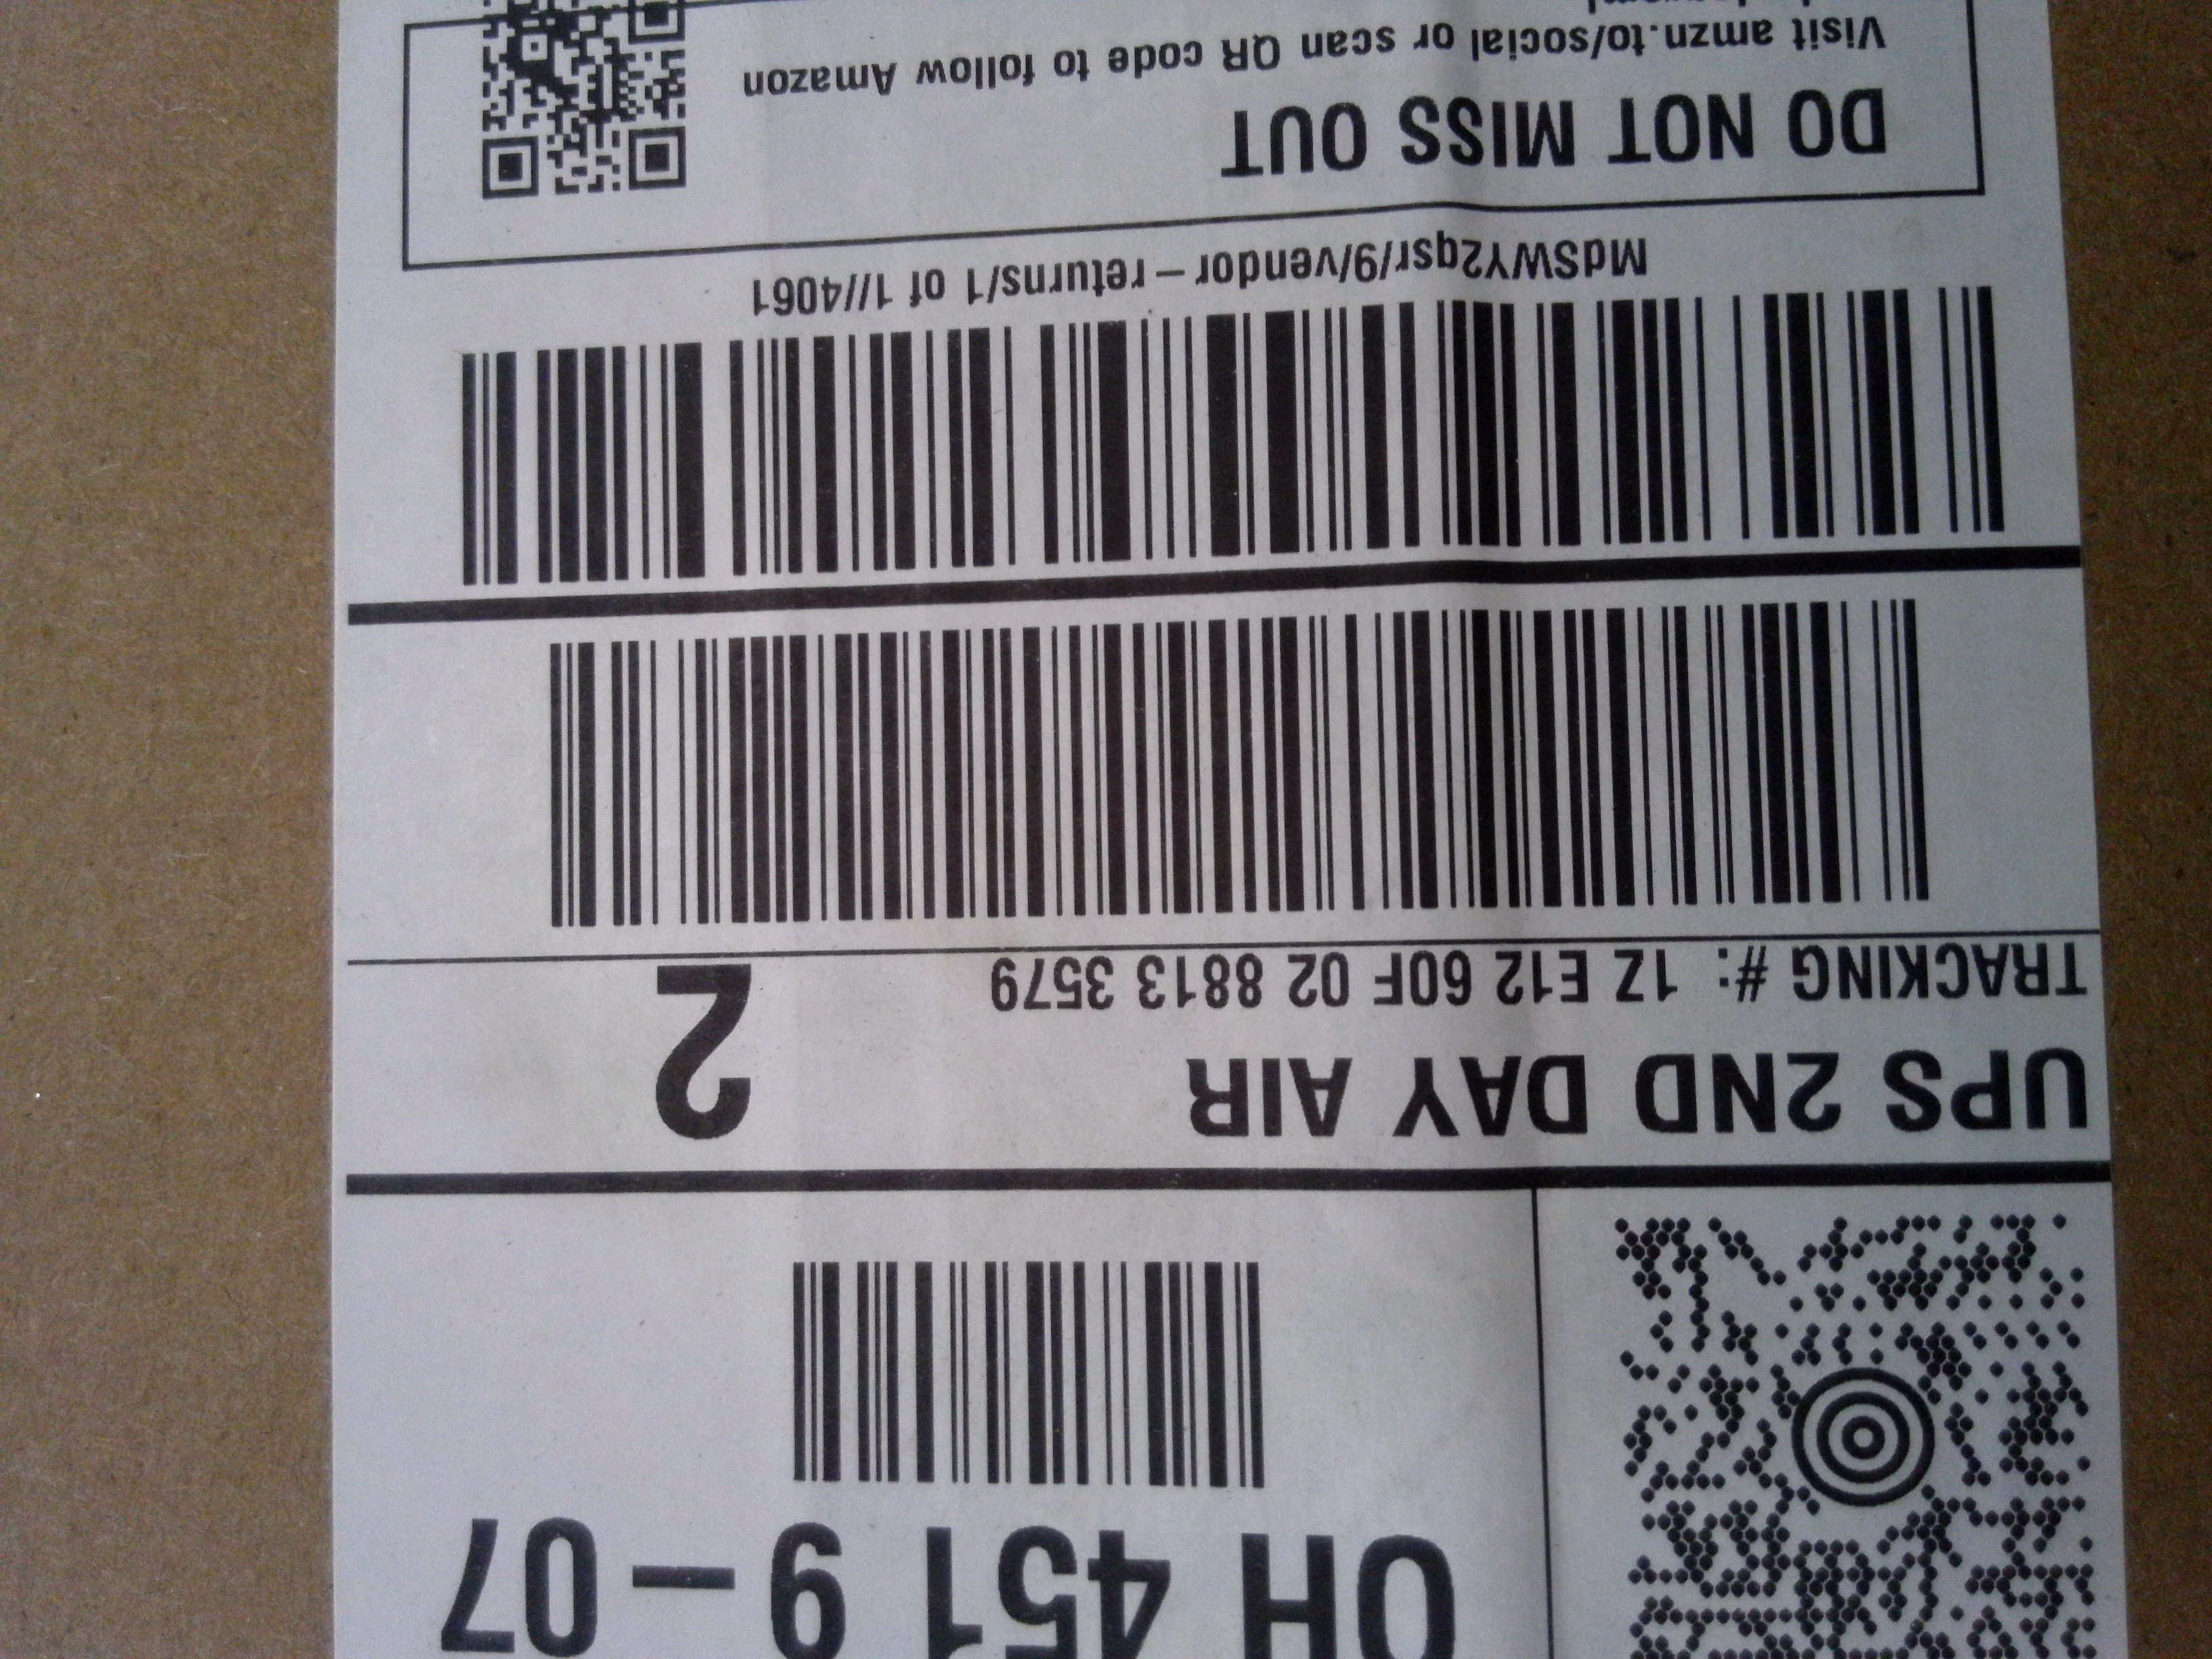 OH 451 9-07
UPS 2ND DAY AIR
TRACKING #: 1Z E12 60F 02 8813 3579
2
MdSWY2qsr/9/vendor-returns/1 of 1//4061
DO NOT MISS OUT
Visit amzn.to/social or scan QR code to follow Amazon